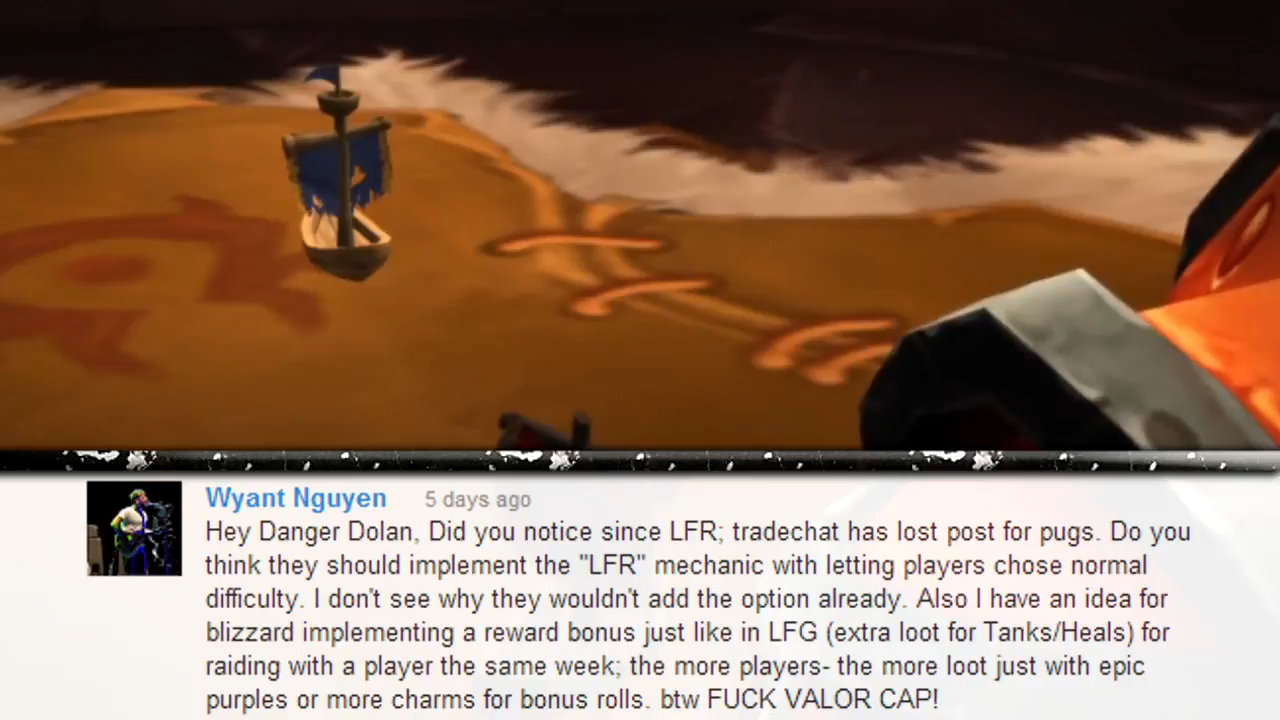 Wyant Nguyen 5 days ago
Hey Danger Dolan, Did you notice since LFR; tradechat has lost post for pugs. Do you
think they should implement the "LFR" mechanic with letting players chose normal
difficulty. I don't see why they wouldn't add the option already. Also I have an idea for
blizzard implementing a reward bonus just like in LFG (extra loot for Tanks/Heals) for
raiding with a player the same week; the more players- the more loot just with epic
purples or more charms for bonus rolls. btw FUCK VALOR CAP!